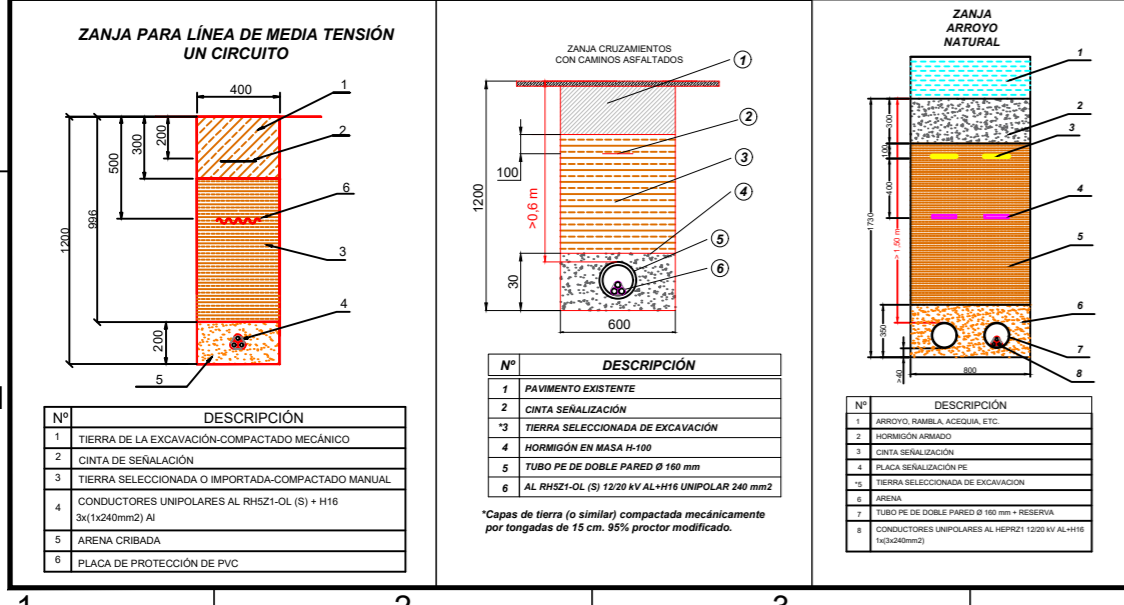 ZANJA PARA LÍNEA DE MEDIA TENSIÓN
UN CIRCUITO
400
1
2
200
300
500
6
996
1200
3
4
200
5
Nº DESCRIPCIÓN
1 TIERRA DE LA EXCAVACIÓN-COMPACTADO MECÁNICO
2 CINTA DE SEÑALACIÓN
3 TIERRA SELECCIONADA O IMPORTADA-COMPACTADO MANUAL
4 CONDUCTORES UNIPOLARES AL RH5Z1-OL (S) + H16
3x(1x240mm2) Al
5 ARENA CRIBADA
6 PLACA DE PROTECCIÓN DE PVC
ZANJA CRUZAMIENTOS
CON CAMINOS ASFALTADOS
1
2
100
3
1200
>0,6 m
4
5
30
6
600
Nº DESCRIPCIÓN
1 PAVIMENTO EXISTENTE
2 CINTA SEÑALIZACIÓN
*3 TIERRA SELECCIONADA DE EXCAVACIÓN
4 HORMIGÓN EN MASA H-100
5 TUBO PE DE DOBLE PARED Ø 160 mm
6 AL RH5Z1-OL (S) 12/20 kV AL+H16 UNIPOLAR 240 mm2
*Capas de tierra (o similar) compactada mecánicamente
por tongadas de 15 cm. 95% proctor modificado.
ZANJA
ARROYO
NATURAL
1
2
300
3
100
400
4
1730
> 1,50 m
5
6
350
7
>40
800
8
Nº DESCRIPCIÓN
1 ARROYO, RAMBLA, ACEQUIA, ETC.
2 HORMIGÓN ARMADO
3 CINTA SEÑALIZACIÓN
4 PLACA SEÑALIZACIÓN PE
*5 TIERRA SELECCIONADA DE EXCAVACION
6 ARENA
7 TUBO PE DE DOBLE PARED Ø 160 mm + RESERVA
8 CONDUCTORES UNIPOLARES AL HEPRZ1 12/20 kV AL+H16
1x(3x240mm2)
1
2
3